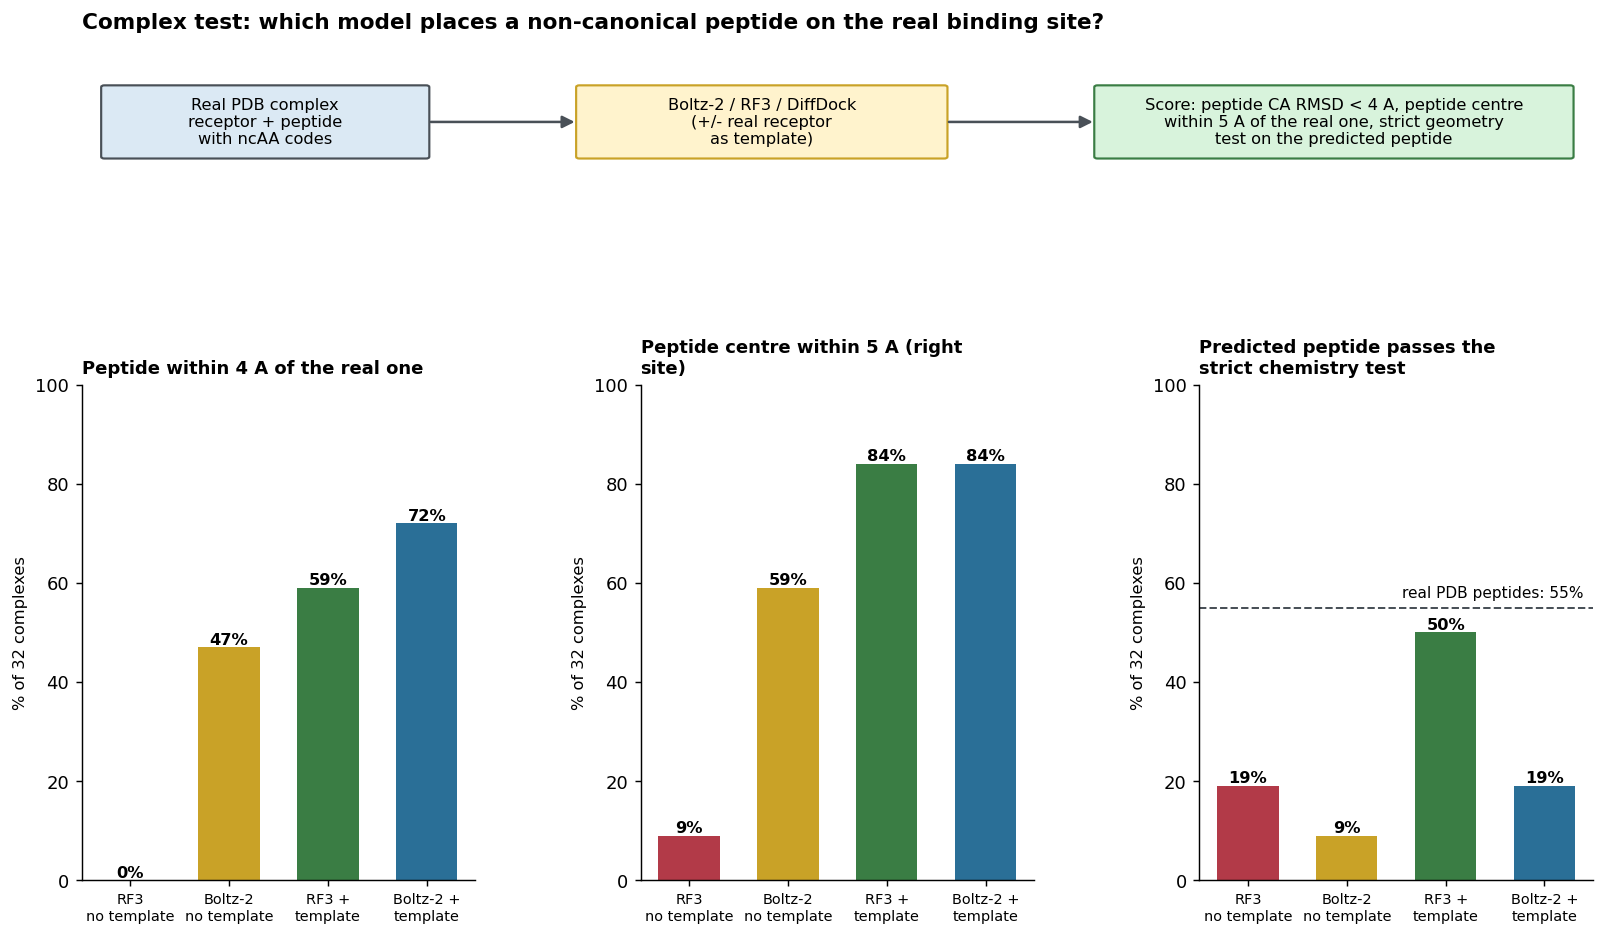 Complex test: which model places a non-canonical peptide on the real binding site?
Real PDB complex
receptor + peptide
with ncAA codes
Boltz-2 / RF3 / DiffDock
(+/- real receptor
as template)
Score: peptide CA RMSD < 4 A, peptide centre
within 5 A of the real one, strict geometry
test on the predicted peptide
Peptide within 4 A of the real one
% of 32 complexes
100
80
60
40
20
0
0%
47%
59%
72%
RF3
no template
Boltz-2
no template
RF3 +
template
Boltz-2 +
template
Peptide centre within 5 A (right
site)
% of 32 complexes
100
80
60
40
20
0
9%
59%
84%
84%
RF3
no template
Boltz-2
no template
RF3 +
template
Boltz-2 +
template
Predicted peptide passes the
strict chemistry test
% of 32 complexes
100
80
60
40
20
0
real PDB peptides: 55%
19%
9%
50%
19%
RF3
no template
Boltz-2
no template
RF3 +
template
Boltz-2 +
template